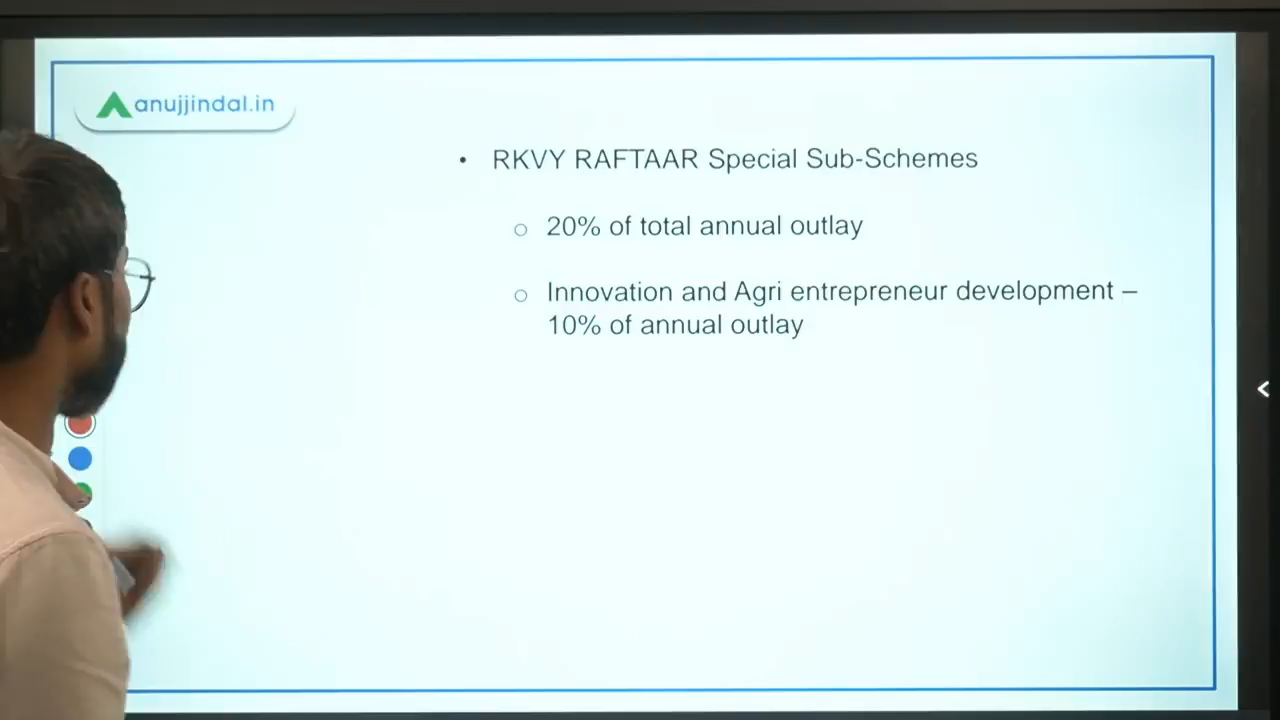 anujjindal.in
• RKVY RAFTAAR Special Sub-Schemes
○ 20% of total annual outlay
○ Innovation and Agri entrepreneur development –
10% of annual outlay